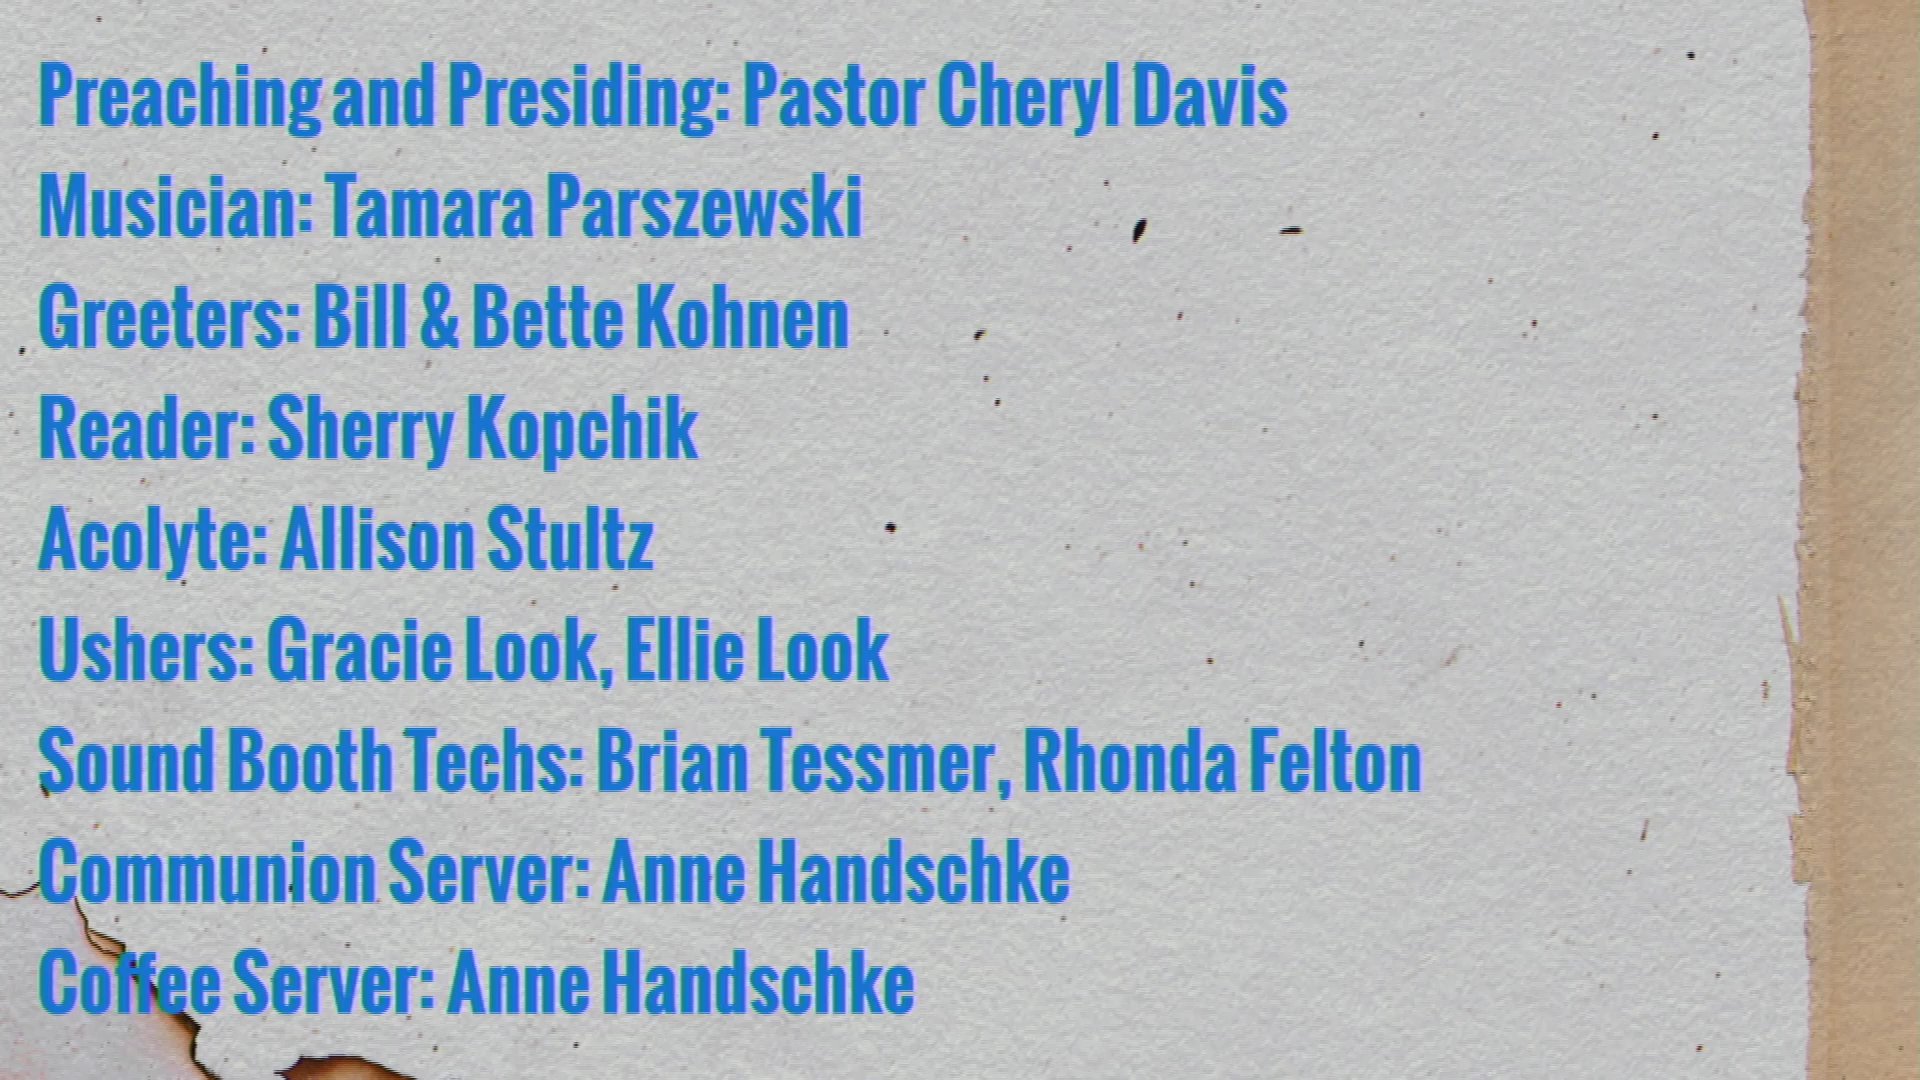 Preaching and Presiding: Pastor Cheryl Davis
Musician: Tamara Parszewski
Greeters: Bill & Bette Kohnen
Reader: Sherry Kopchik
Acolyte: Allison Stultz
Ushers: Gracie Look, Ellie Look
Sound Booth Techs: Brian Tessmer, Rhonda Felton
Communion Server: Anne Handschke
Coffee Server: Anne Handschke